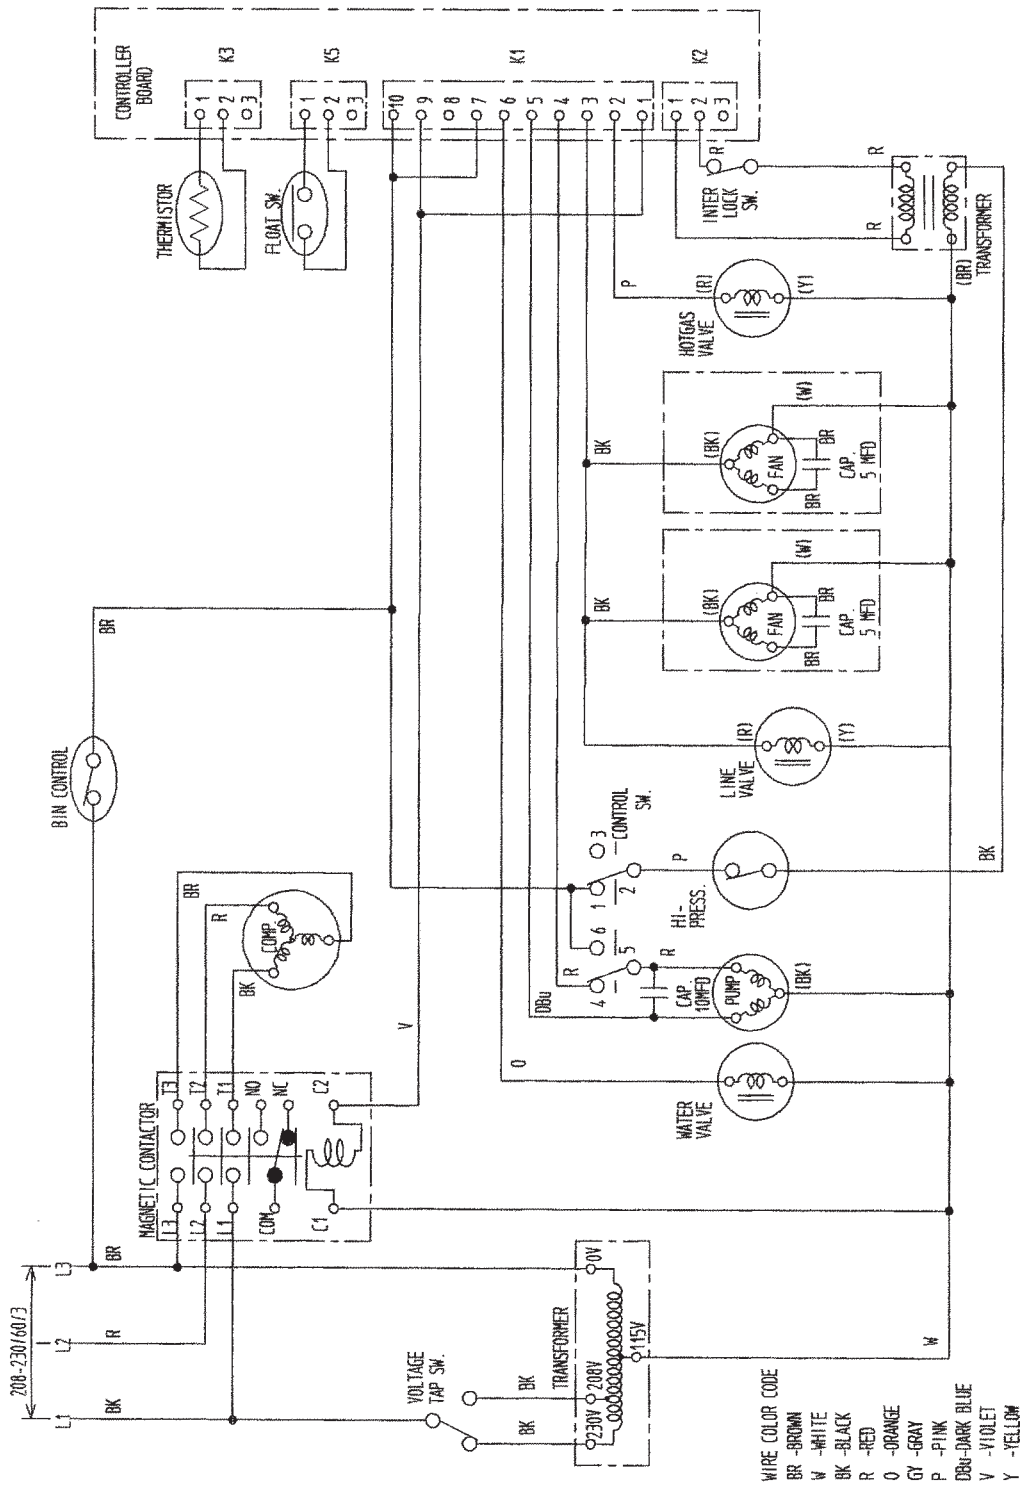 CONTROLLER
BOARD
K3
K5
K1
K2
1
2
3
1
2
3
10
9
8
7
6
5
4
3
2
1
1
2
3
THERMISTOR
FLOAT SW.
INTER
LOCK
SW.
R
R
R
TRANSFORMER
(BR)
P
(R)
(Y)
HOTGAS
VALVE
BK
(BK)
(W)
FAN
BR
BR
CAP.
5 MFD
BK
(BK)
(W)
FAN
BR
BR
CAP.
5 MFD
BR
BIN CONTROL
LINE
VALVE
(R)
(Y)
CONTROL
SW.
3
2
1
6
5
4
P
HI-
PRESS.
BK
R
R
DBu
CAP.
10MFD
PUMP
(BK)
O
WATER
VALVE
V
BR
R
BK
COMP.
MAGNETIC CONTACTOR
T3
T2
T1
NO
NC
C2
L3
L2
L1
COM
C1
208-230/60/3
L3
L2
L1
BR
R
BK
VOLTAGE
TAP SW.
BK
BK
TRANSFORMER
0V
208V
230V
115V
W
WIRE COLOR CODE
BR -BROWN
W -WHITE
BK -BLACK
R -RED
O -ORANGE
GY -GRAY
P -PINK
DBu-DARK BLUE
V -VIOLET
Y -YELLOW